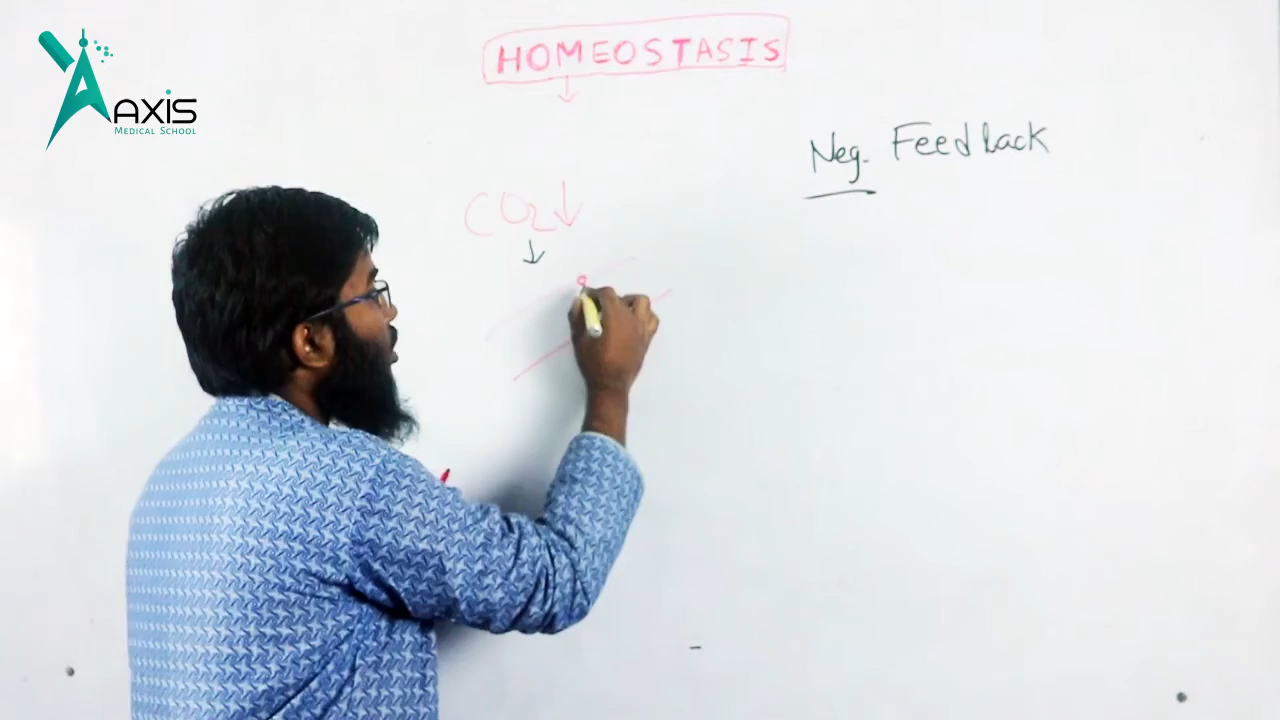 AXIS
MEDICAL SCHOOL
HOMEOSTASIS
Neg. Feedback
CO2↓
↓